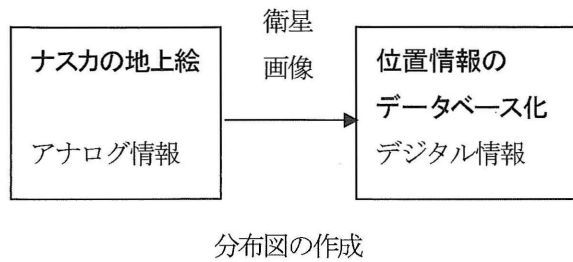 ナスカの地上絵
アナログ情報
衛星
画像
位置情報の
データベース化
デジタル情報
分布図の作成